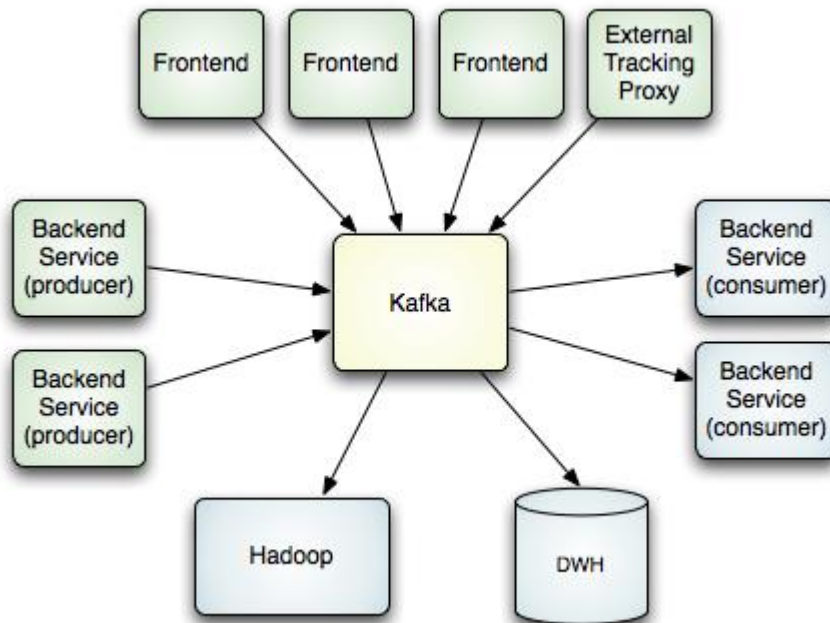 Frontend
Frontend
Frontend
External
Tracking
Proxy
Backend
Service
(producer)
Kafka
Backend
Service
(consumer)
Backend
Service
(producer)
Backend
Service
(consumer)
Hadoop
DWH